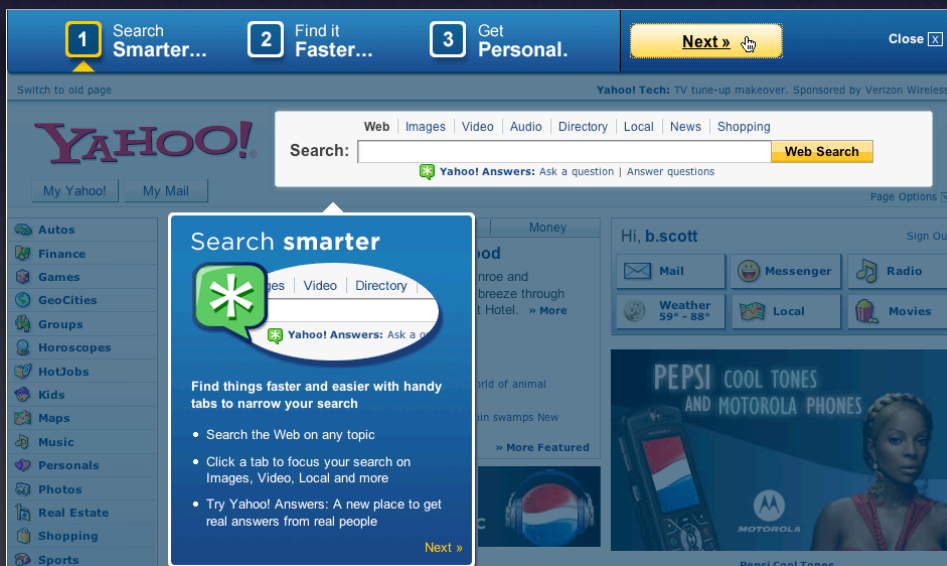 1 Search Smarter...
2 Find it Faster...
3 Get Personal.
Next »
Close X
Switch to old page
Yahoo! Tech: TV tune-up makeover. Sponsored by Verizon Wireless
YAHOO!
Web | Images | Video | Audio | Directory | Local | News | Shopping
Search:
Web Search
Yahoo! Answers: Ask a question | Answer questions
My Yahoo!
My Mail
Page Options
Autos
Finance
Games
GeoCities
Groups
Horoscopes
HotJobs
Kids
Maps
Music
Personals
Photos
Real Estate
Shopping
Sports
Search smarter
ges | Video | Directory
Yahoo! Answers: Ask a q
Find things faster and easier with handy
tabs to narrow your search
• Search the Web on any topic
• Click a tab to focus your search on
Images, Video, Local and more
• Try Yahoo! Answers: A new place to get
real answers from real people
Next »
Money
ood
nroe and
breeze through
t Hotel. » More
orld of animal
in swamps New
» More Featured
c
Hi, b.scott
Sign Ou
Mail
Messenger
Radio
Weather
59° - 88°
Local
Movies
PEPSI COOL TONES
AND MOTOROLA PHONES
MOTOROLA
Pepsi Cool Tones